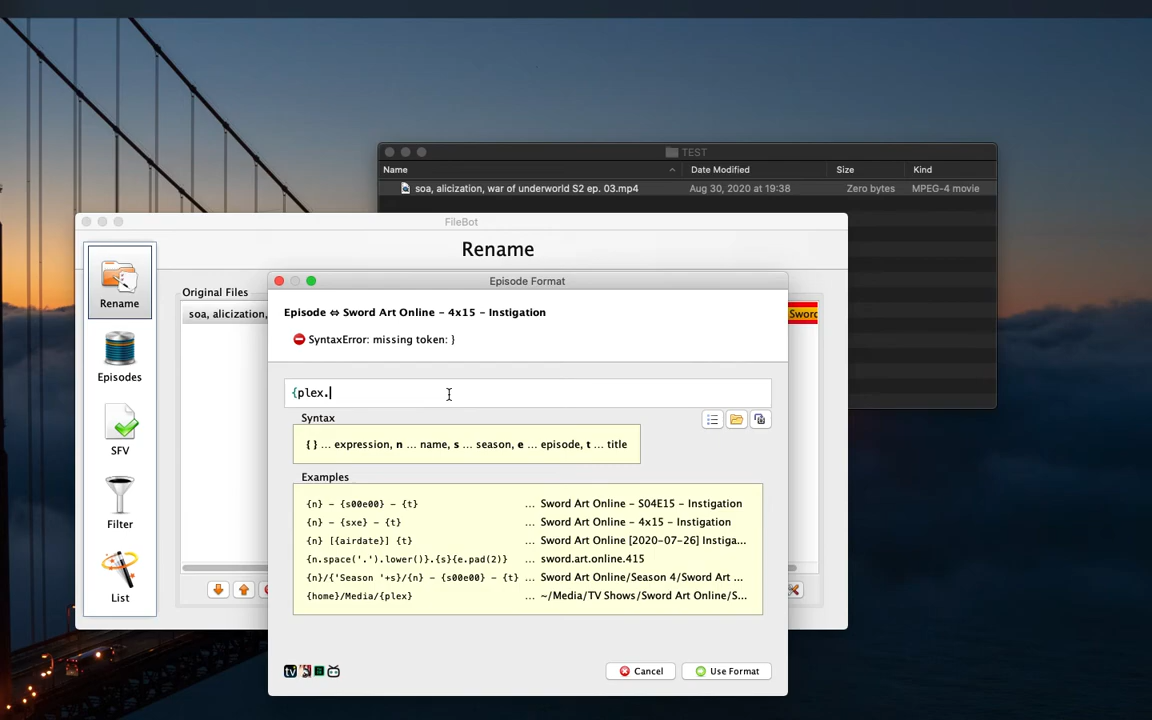 TEST
Name
Date Modified
Size
Kind
soa, alicization, war of underworld S2 ep. 03.mp4
Aug 30, 2020 at 19:38
Zero bytes
MPEG-4 movie
FileBot
Rename
Rename
Episodes
SFV
Filter
List
Original Files
soa, alicization,
Sword
Episode Format
Episode ⇔ Sword Art Online - 4x15 - Instigation
SyntaxError: missing token: }
{plex.
Syntax
{ } ... expression, n ... name, s ... season, e ... episode, t ... title
Examples
{n} - {s00e00} - {t} ... Sword Art Online - S04E15 - Instigation
{n} - {sxe} - {t} ... Sword Art Online - 4x15 - Instigation
{n} [{airdate}] {t} ... Sword Art Online [2020-07-26] Instiga...
{n.space('.').lower()}.{s}{e.pad(2)} ... sword.art.online.415
{n}/{'Season '+s}/{n} - {s00e00} - {t} ... Sword Art Online/Season 4/Sword Art ...
{home}/Media/{plex} ... ~/Media/TV Shows/Sword Art Online/S...
tv
Cancel
Use Format